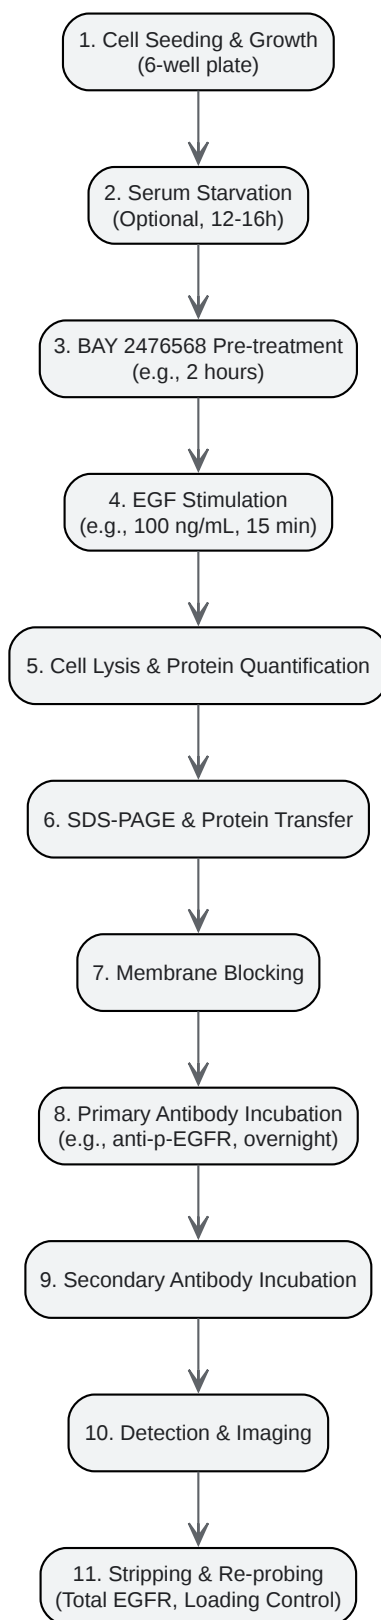 1. Cell Seeding & Growth
(6-well plate)
2. Serum Starvation
(Optional, 12-16h)
3. BAY 2476568 Pre-treatment
(e.g., 2 hours)
4. EGF Stimulation
(e.g., 100 ng/mL, 15 min)
5. Cell Lysis & Protein Quantification
6. SDS-PAGE & Protein Transfer
7. Membrane Blocking
8. Primary Antibody Incubation
(e.g., anti-p-EGFR, overnight)
9. Secondary Antibody Incubation
10. Detection & Imaging
11. Stripping & Re-probing
(Total EGFR, Loading Control)